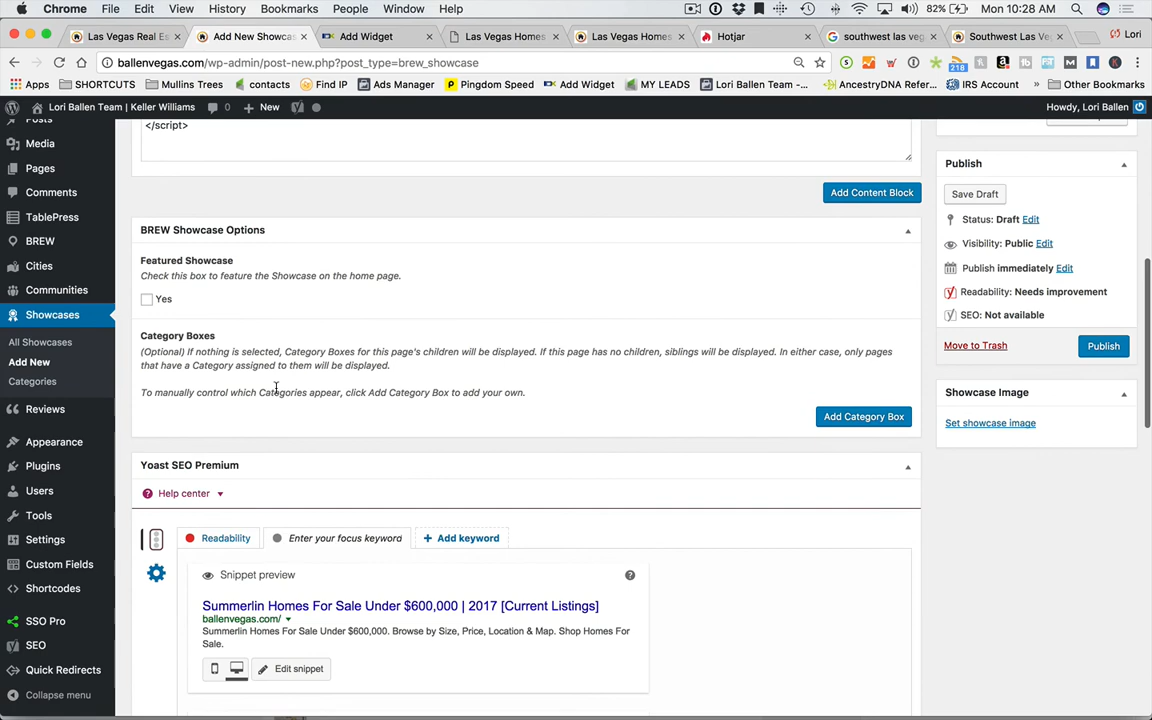 Chrome File Edit View History Bookmarks People Window Help 82% Mon 10:28 AM
Las Vegas Real Es × Add New Showcas × Add Widget × Las Vegas Homes × Las Vegas Homes × Hotjar × southwest las veg × Southwest Las Veg × Lori
ballenvegas.com/wp-admin/post-new.php?post_type=brew_showcase
Apps SHORTCUTS Mullins Trees contacts Find IP Ads Manager Pingdom Speed Add Widget MY LEADS Lori Ballen Team -... AncestryDNA Refer... IRS Account » Other Bookmarks
218
Lori Ballen Team | Keller Williams 0 New Howdy, Lori Ballen
Posts
Media
Pages
Comments
TablePress
BREW
Cities
Communities
Showcases
All Showcases
Add New
Categories
Reviews
Appearance
Plugins
Users
Tools
Settings
Custom Fields
Shortcodes
SSO Pro
SEO
Quick Redirects
Collapse menu
</script>
Add Content Block
BREW Showcase Options
Featured Showcase
Check this box to feature the Showcase on the home page.
Yes
Category Boxes
(Optional) If nothing is selected, Category Boxes for this page's children will be displayed. If this page has no children, siblings will be displayed. In either case, only pages
that have a Category assigned to them will be displayed.
To manually control which Categories appear, click Add Category Box to add your own.
Add Category Box
Yoast SEO Premium
Help center
Readability Enter your focus keyword + Add keyword
Snippet preview
Summerlin Homes For Sale Under $600,000 | 2017 [Current Listings]
ballenvegas.com/
Summerlin Homes For Sale Under $600,000. Browse by Size, Price, Location & Map. Shop Homes For
Sale.
Edit snippet
Publish
Save Draft
Status: Draft Edit
Visibility: Public Edit
Publish immediately Edit
Readability: Needs improvement
SEO: Not available
Move to Trash Publish
Showcase Image
Set showcase image